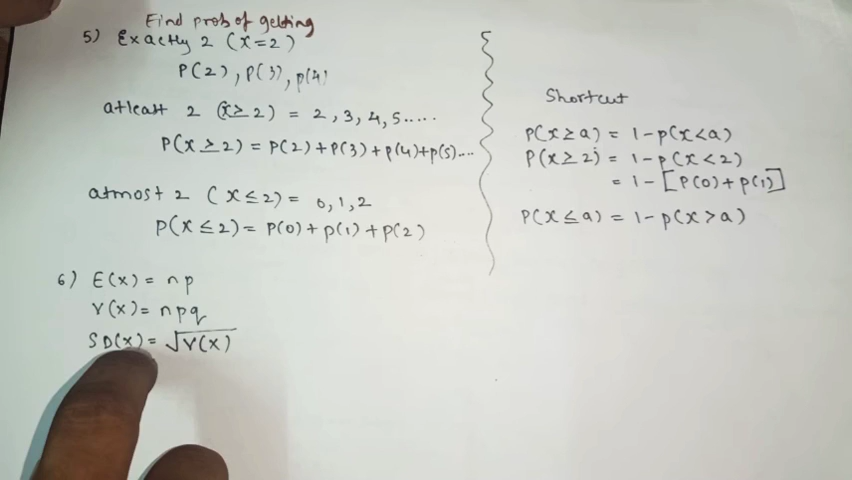 Find prob of getting
5) Exactly 2 (x=2)
P(2), P(3), P(4)
atleast 2 (x≥2) = 2, 3, 4, 5.....
P(x≥2) = P(2)+P(3)+P(4)+P(5)...
atmost 2 (x≤2) = 0, 1, 2
P(x≤2) = P(0)+P(1)+P(2)
6) E(x) = np
V(x) = npq
SD(x) = √V(x)
Shortcut
P(x≥a) = 1-P(x<a)
P(x≥2) = 1-P(x<2)
= 1-[P(0)+P(1)]
P(x≤a) = 1-P(x>a)